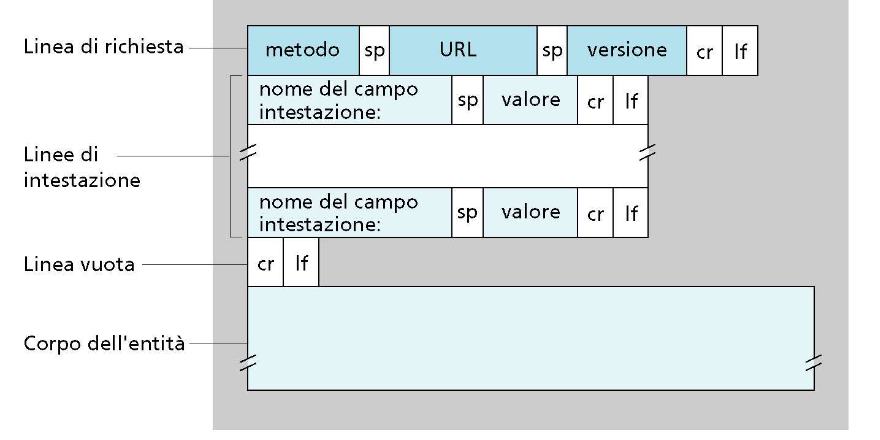 Linea di richiesta
metodo sp URL sp versione cr lf
nome del campo
intestazione: sp valore cr lf
Linee di
intestazione
nome del campo
intestazione: sp valore cr lf
Linea vuota
cr lf
Corpo dell'entità